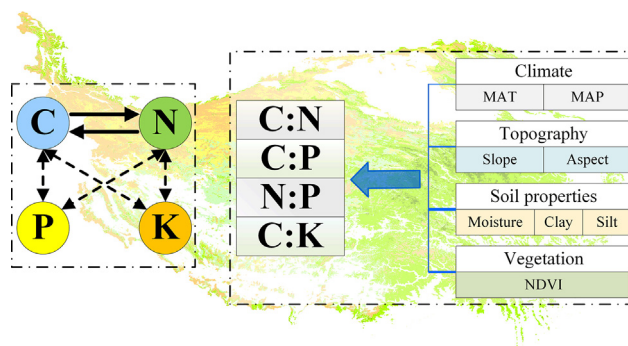 C N
P K
C:N
C:P
N:P
C:K
Climate
MAT MAP
Topography
Slope Aspect
Soil properties
Moisture Clay Silt
Vegetation
NDVI